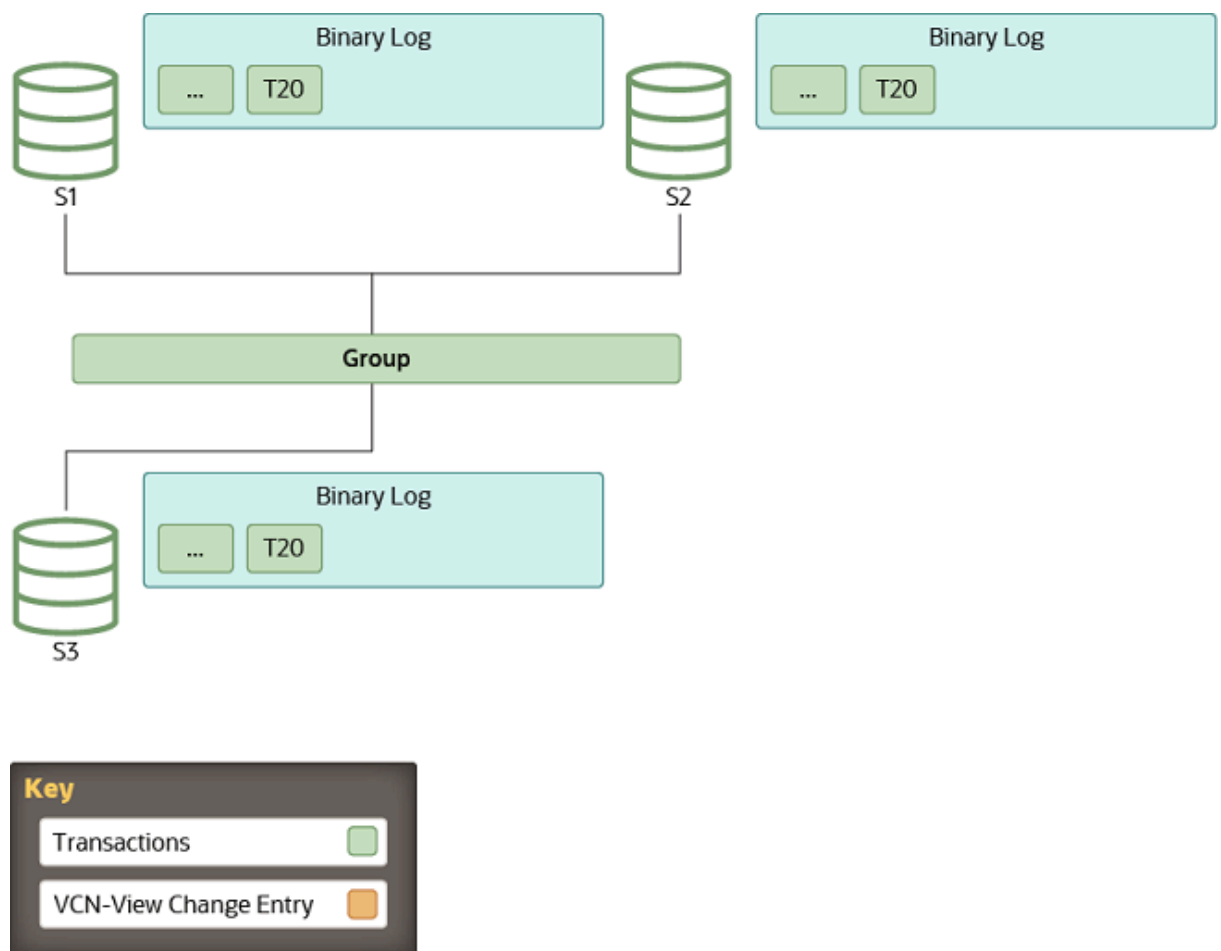 Binary Log
... T20
S1
Binary Log
... T20
S2
Group
Binary Log
... T20
S3
Key
Transactions
VCN-View Change Entry